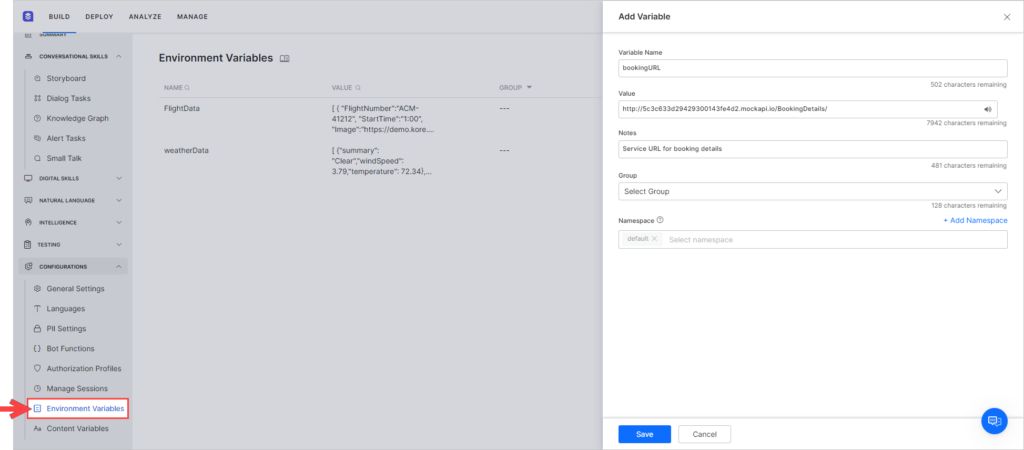 BUILD DEPLOY ANALYZE MANAGE
SUMMARY
CONVERSATIONAL SKILLS
Storyboard
Dialog Tasks
Knowledge Graph
Alert Tasks
Small Talk
DIGITAL SKILLS
NATURAL LANGUAGE
INTELLIGENCE
TESTING
CONFIGURATIONS
General Settings
Languages
PII Settings
Bot Functions
Authorization Profiles
Manage Sessions
Environment Variables
Aa Content Variables
Environment Variables
NAME VALUE GROUP
FlightData [ { "FlightNumber":"ACM- ---
41212", "StartTime":"1:00",
"Image":"https://demo.kore....
weatherData [ {"summary": ---
"Clear","windSpeed":
3.79,"temperature": 72.34},...
Add Variable
Variable Name
bookingURL
502 characters remaining
Value
http://5c3c633d29429300143fe4d2.mockapi.io/BookingDetails/
7942 characters remaining
Notes
Service URL for booking details
481 characters remaining
Group
Select Group
128 characters remaining
Namespace + Add Namespace
default Select namespace
Save Cancel